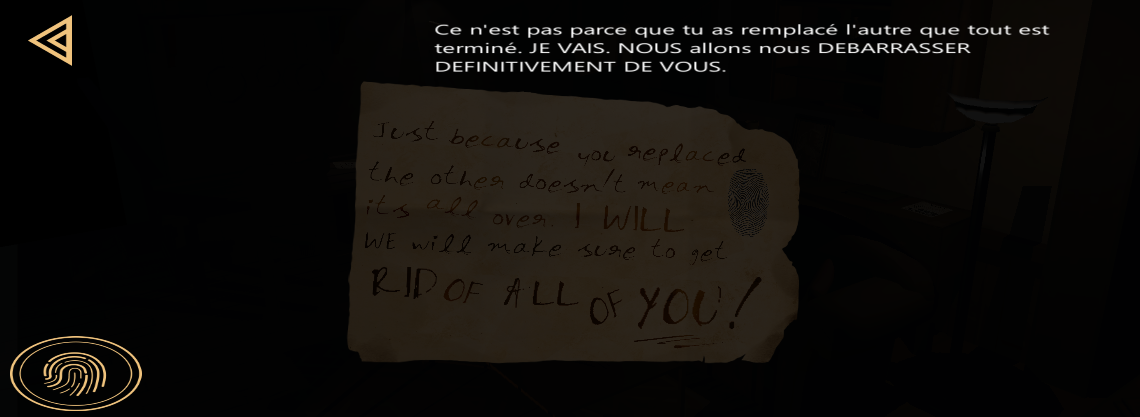 Ce n'est pas parce que tu as remplacé l'autre que tout est
terminé. JE VAIS. NOUS allons nous DEBARRASSER
DEFINITIVEMENT DE VOUS.
Just because you replaced
the other doesn't mean
it's all over. I WILL
WE will make sure to get
RID OF ALL OF YOU!